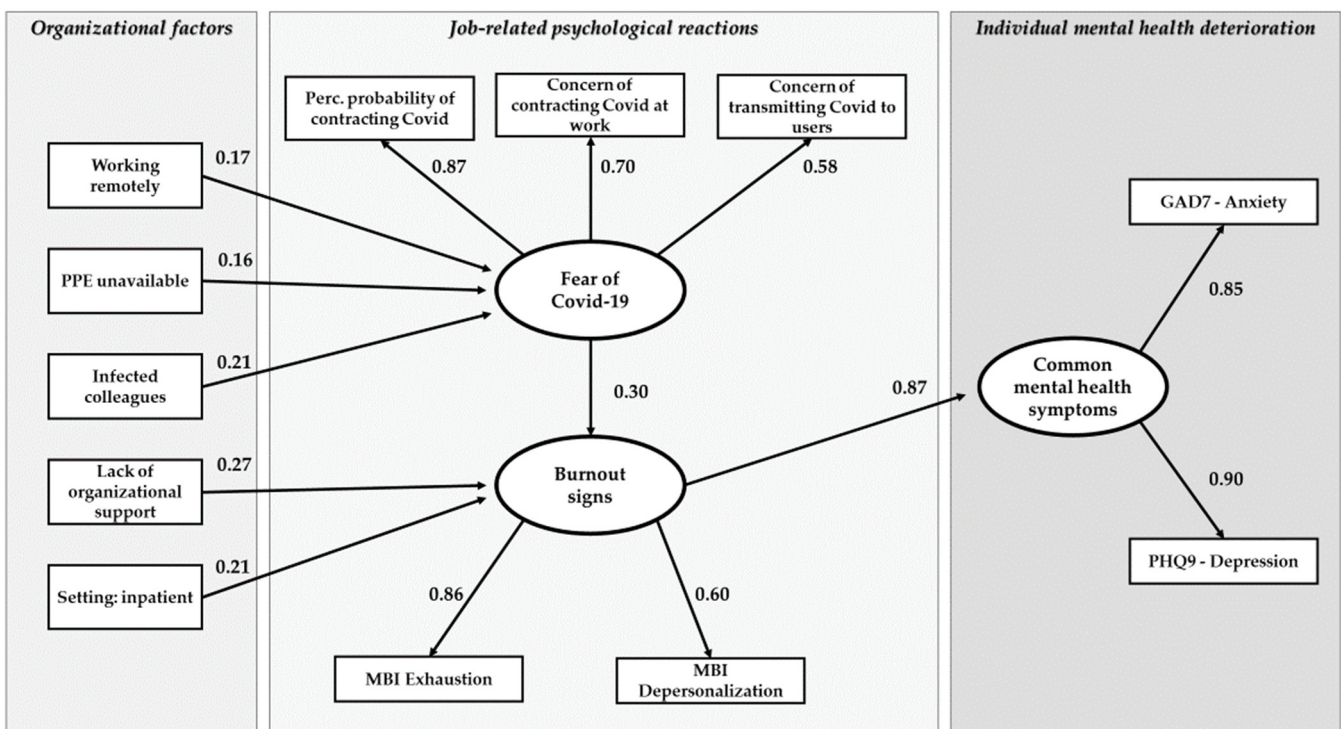 Organizational factors
Job-related psychological reactions
Individual mental health deterioration
Perc. probability of
contracting Covid
Concern of
contracting Covid at
work
Concern of
transmitting Covid to
users
Working
remotely
0.17
0.87
0.70
0.58
GAD7 - Anxiety
PPE unavailable
0.16
Fear of
Covid-19
0.85
Infected
colleagues
0.21
0.30
0.87
Common
mental health
symptoms
Lack of
organizational
support
0.27
Burnout
signs
0.90
Setting: inpatient
0.21
0.86
0.60
PHQ9 - Depression
MBI Exhaustion
MBI
Depersonalization